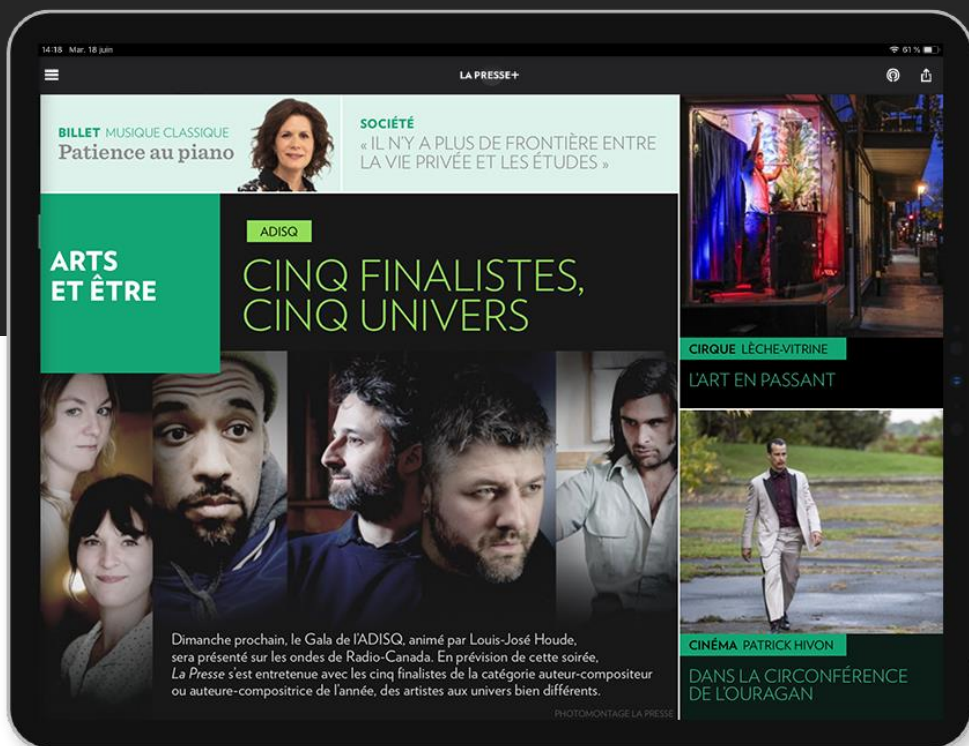 14:18 Mar. 18 juin
61 %
LA PRESSE+
BILLET MUSIQUE CLASSIQUE
Patience au piano
SOCIÉTÉ
« IL N'Y A PLUS DE FRONTIÈRE ENTRE
LA VIE PRIVÉE ET LES ÉTUDES »
ARTS
ET ÊTRE
ADISQ
CINQ FINALISTES,
CINQ UNIVERS
Dimanche prochain, le Gala de l'ADISQ, animé par Louis-José Houde,
sera présenté sur les ondes de Radio-Canada. En prévision de cette soirée,
La Presse s'est entretenue avec les cinq finalistes de la catégorie auteur-compositeur
ou auteure-compositrice de l'année, des artistes aux univers bien différents.
PHOTOMONTAGE LA PRESSE
CIRQUE LÈCHE-VITRINE
L'ART EN PASSANT
CINÉMA PATRICK HIVON
DANS LA CIRCONFÉRENCE
DE L'OURAGAN